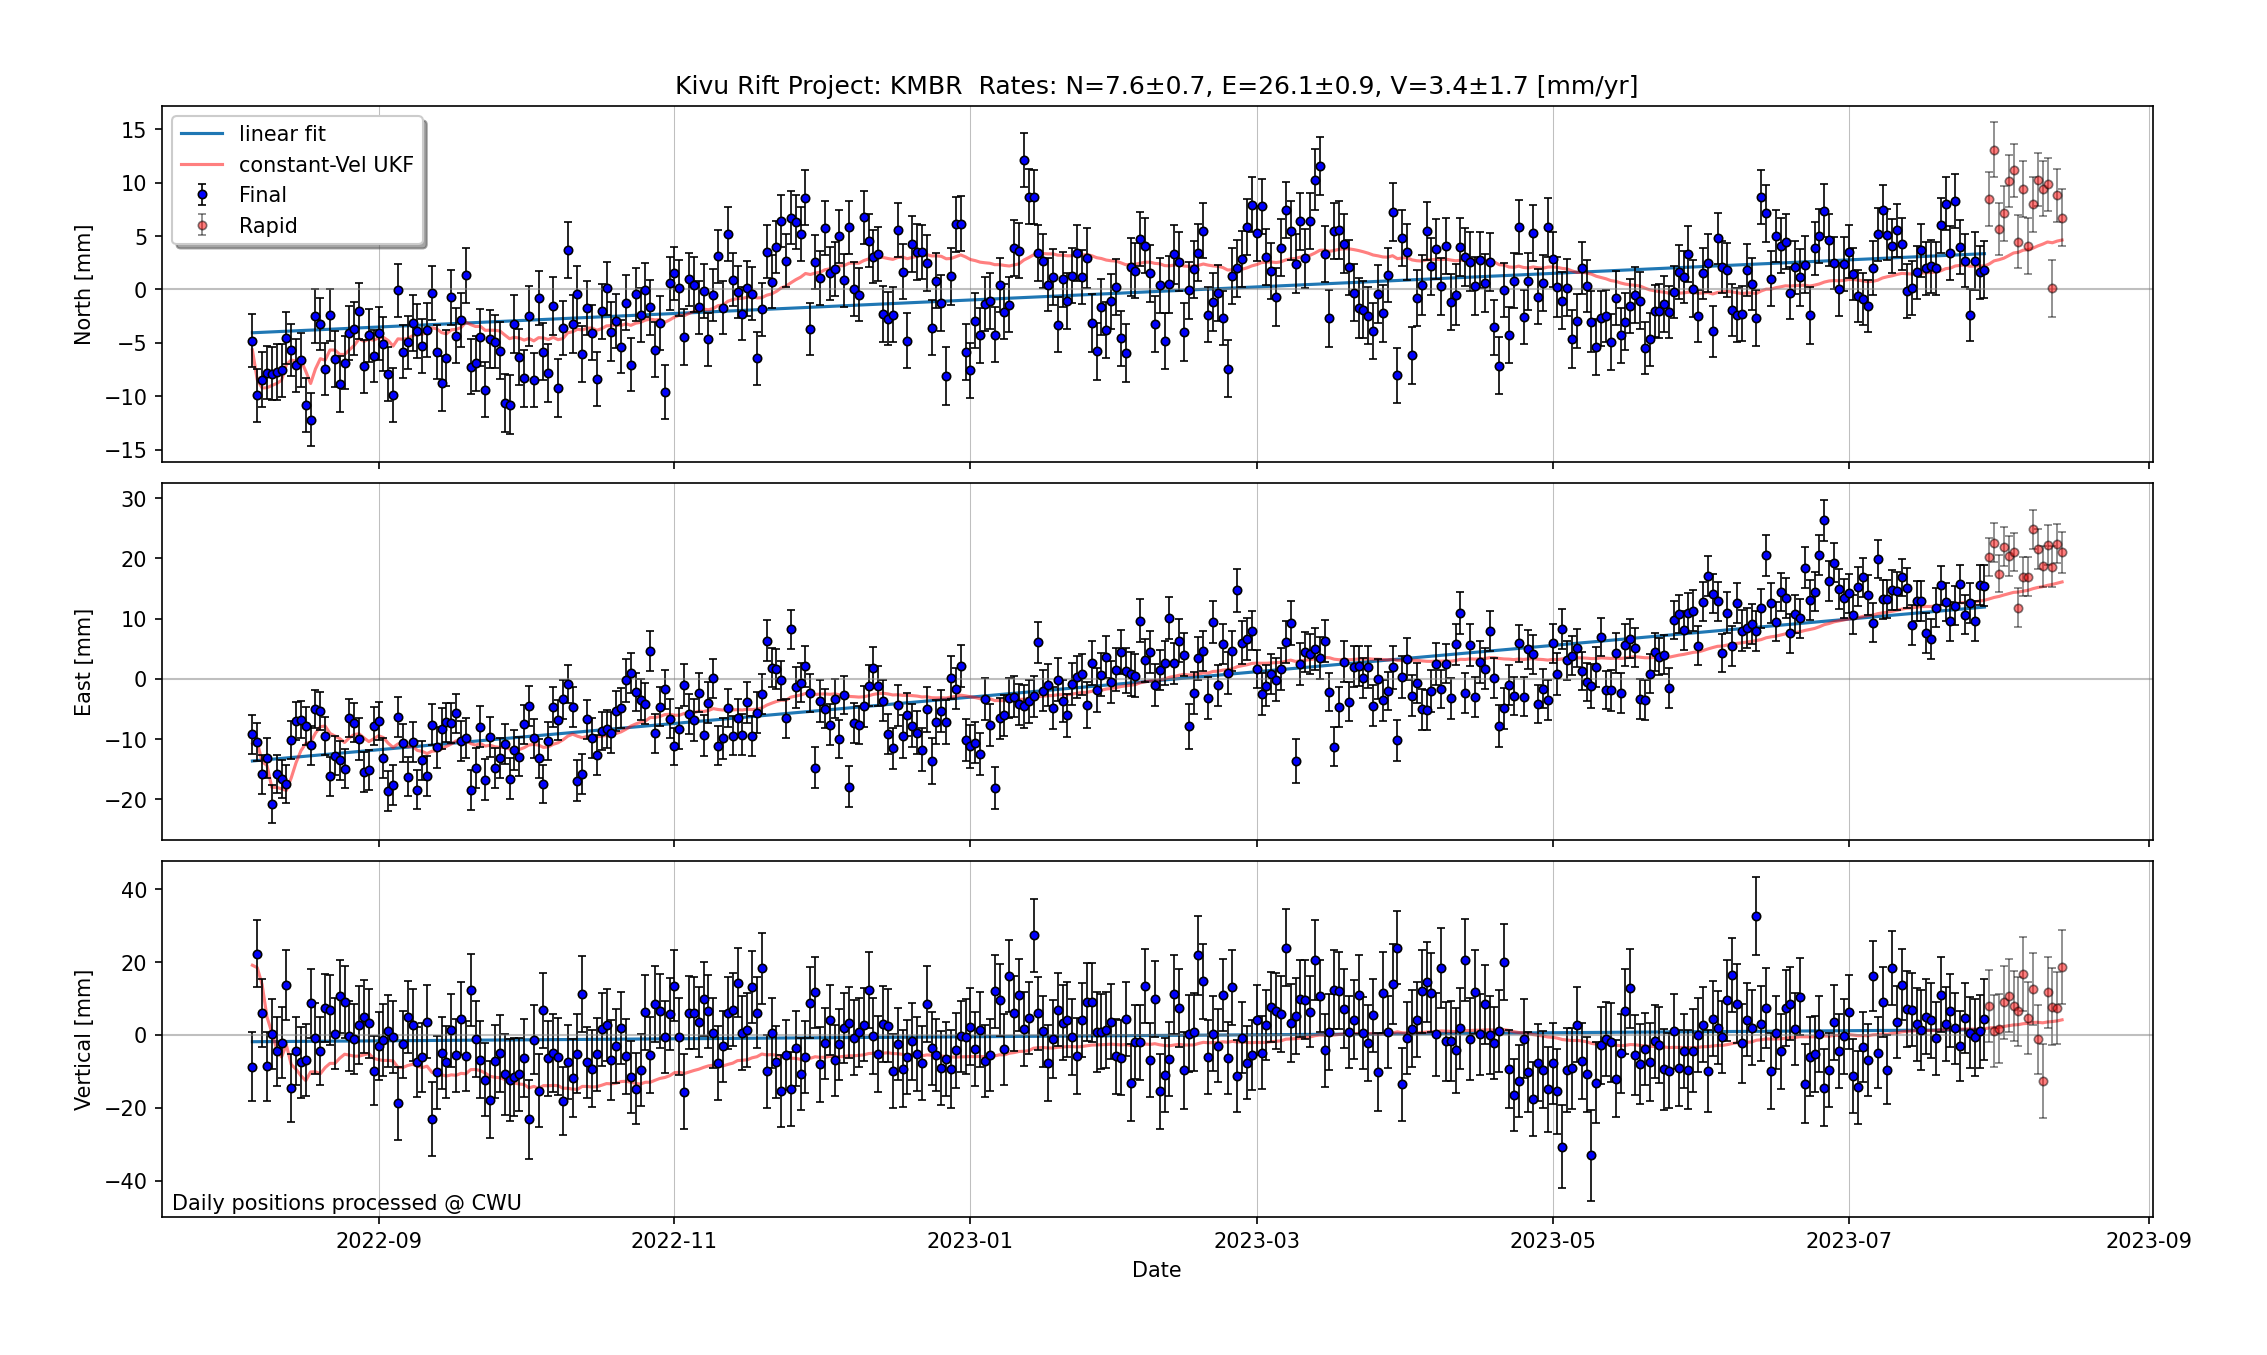 Kivu Rift Project: KMBR  Rates: N=7.6±0.7, E=26.1±0.9, V=3.4±1.7 [mm/yr]
linear fit
constant-Vel UKF
Final
Rapid
North [mm]
15
10
5
0
−5
−10
−15
East [mm]
30
20
10
0
−10
−20
Vertical [mm]
40
20
0
−20
−40
Daily positions processed @ CWU
2022-09 2022-11 2023-01 2023-03 2023-05 2023-07 2023-09
Date